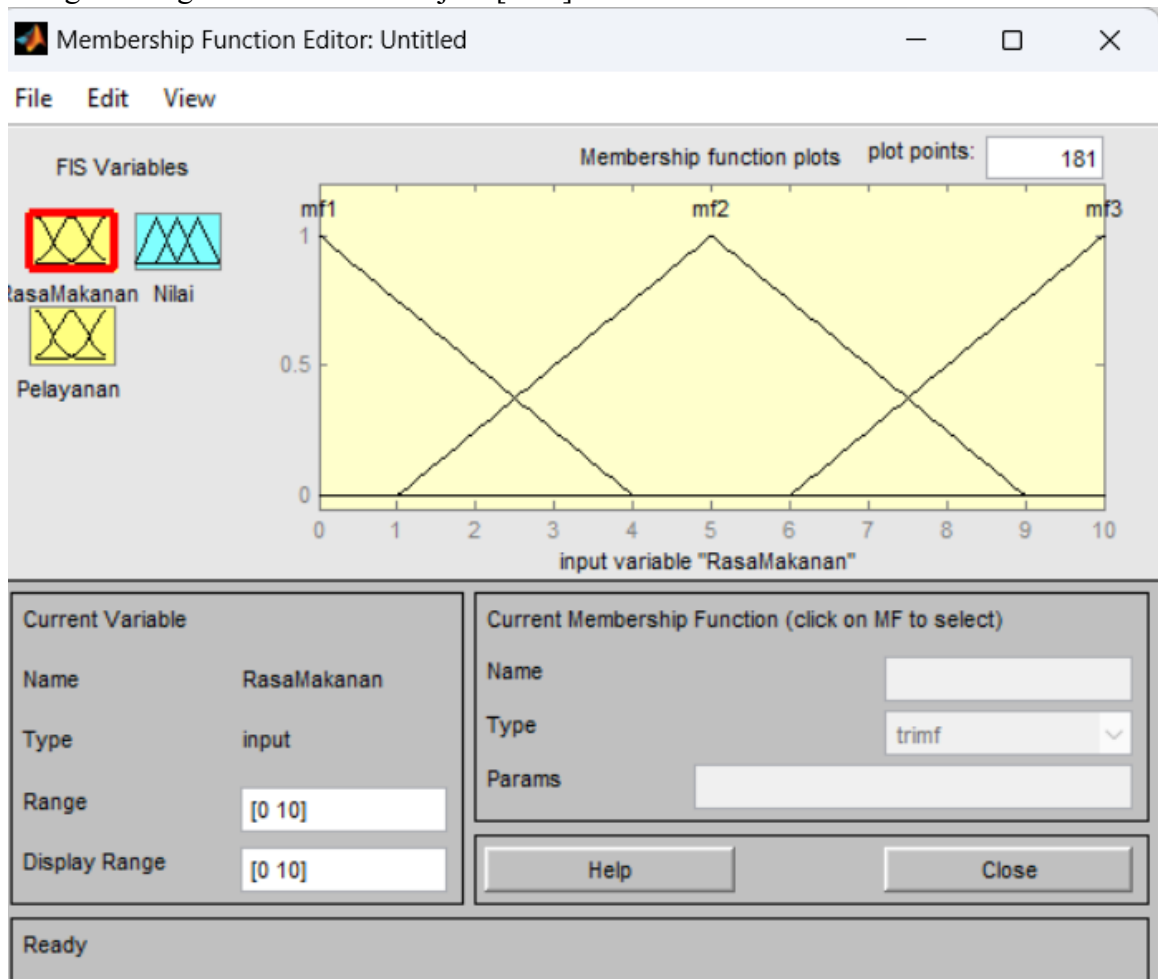 Membership Function Editor: Untitled
File Edit View
FIS Variables
Membership function plots
plot points:
181
RasaMakanan
Nilai
Pelayanan
mf1
mf2
mf3
1
0.5
0
0 1 2 3 4 5 6 7 8 9 10
input variable "RasaMakanan"
Current Variable
Name RasaMakanan
Type input
Range [0 10]
Display Range [0 10]
Current Membership Function (click on MF to select)
Name
Type trimf
Params
Help
Close
Ready